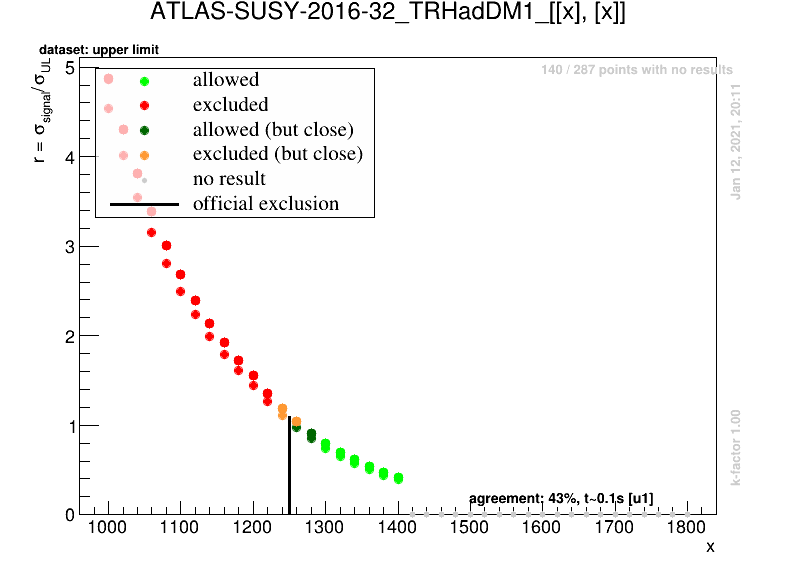 ATLAS-SUSY-2016-32_TRHadDM1_[[x], [x]]
dataset: upper limit
140 / 287 points with no results
r = σsignal/σUL
allowed
excluded
allowed (but close)
excluded (but close)
no result
official exclusion
Jan 12, 2021, 20:11
k-factor 1.00
5
4
3
2
1
0
agreement: 43%, t~0.1s [u1]
1000 1100 1200 1300 1400 1500 1600 1700 1800
x